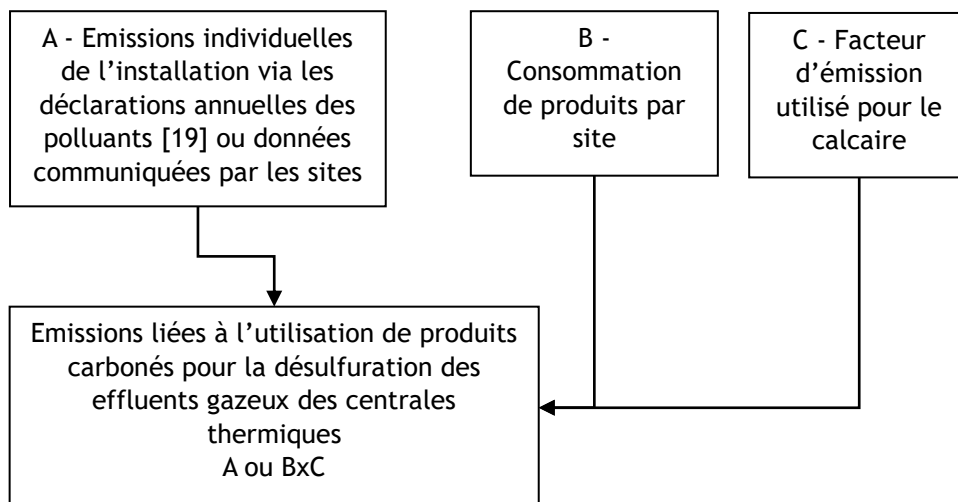 A - Emissions individuelles
de l’installation via les
déclarations annuelles des
polluants [19] ou données
communiquées par les sites
B -
Consommation
de produits par
site
C - Facteur
d’émission
utilisé pour le
calcaire
Emissions liées à l’utilisation de produits
carbonés pour la désulfuration des
effluents gazeux des centrales
thermiques
A ou BxC